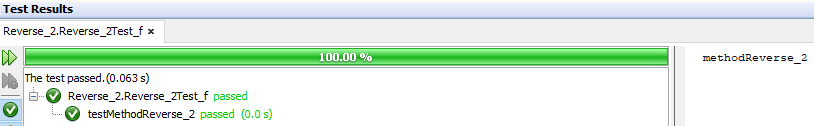 Test Results
Reverse_2.Reverse_2Test_f ×
100.00 %
methodReverse_2
The test passed.(0.063 s)
Reverse_2.Reverse_2Test_f passed
testMethodReverse_2 passed (0.0 s)